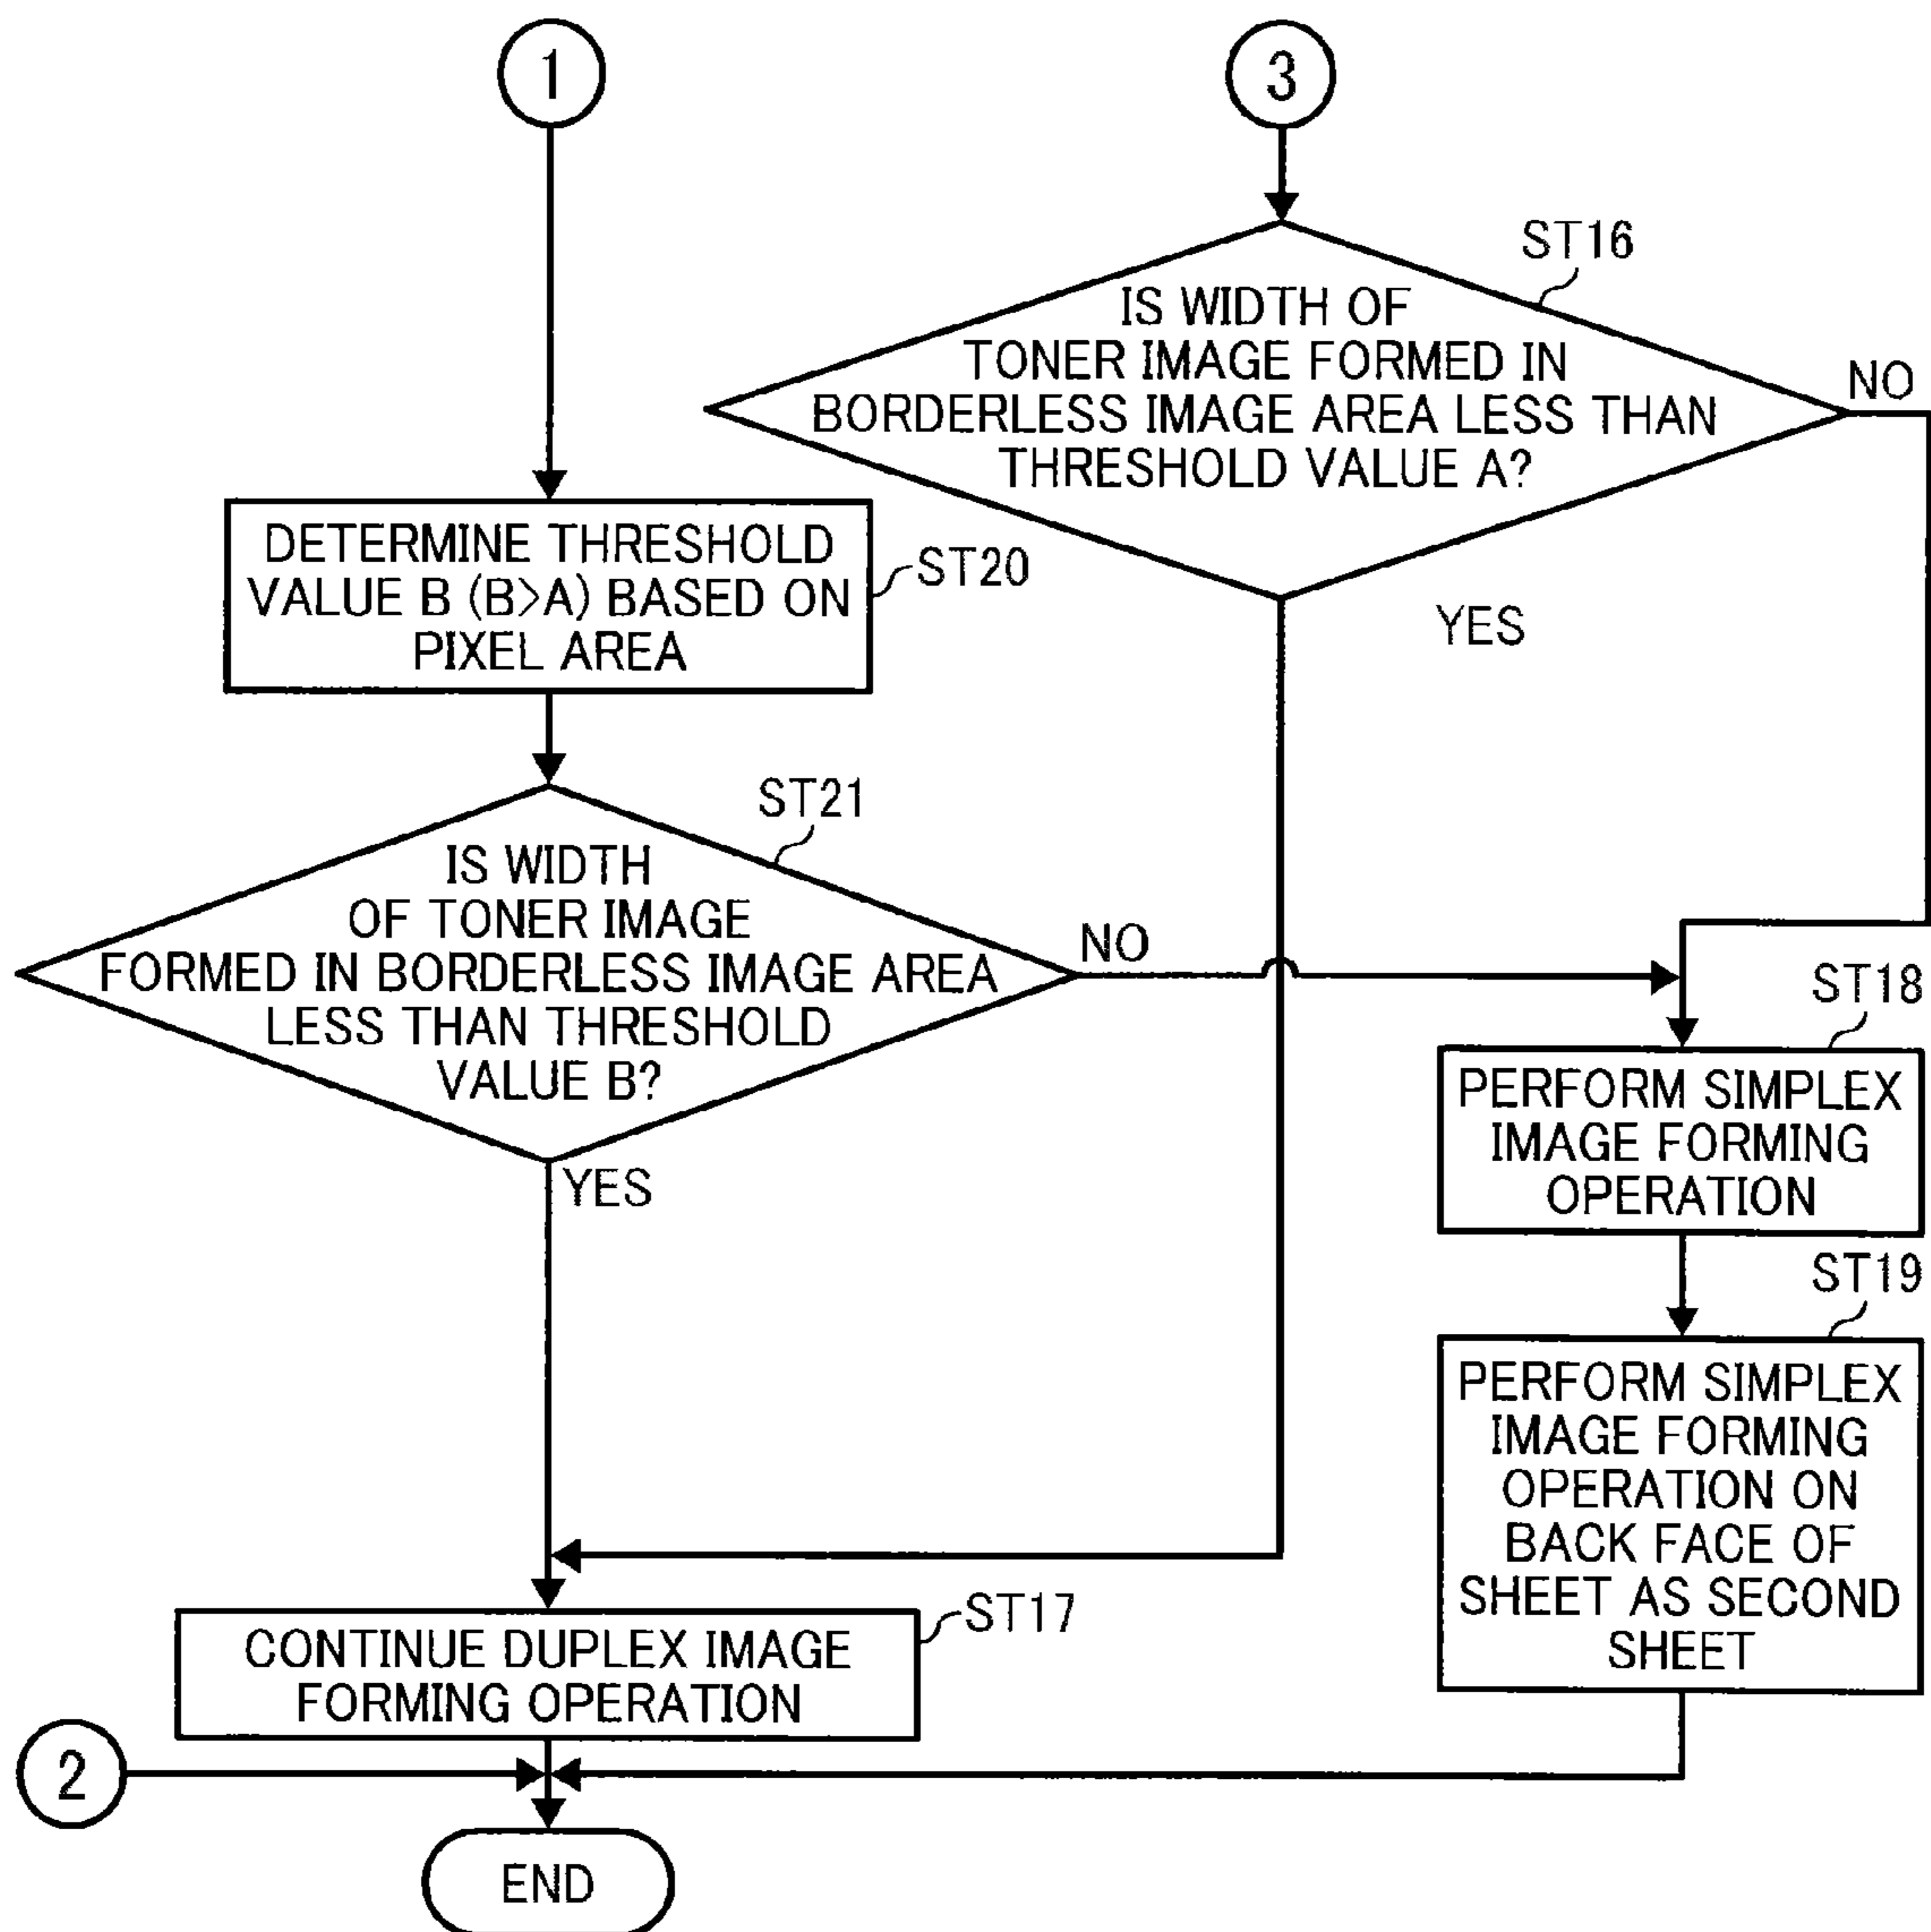 1
3
ST16
IS WIDTH OF
TONER IMAGE FORMED IN
BORDERLESS IMAGE AREA LESS THAN
THRESHOLD VALUE A?
NO
YES
DETERMINE THRESHOLD
VALUE B (B>A) BASED ON
PIXEL AREA
ST20
ST21
IS WIDTH
OF TONER IMAGE
FORMED IN BORDERLESS IMAGE AREA
LESS THAN THRESHOLD
VALUE B?
NO
YES
ST18
PERFORM SIMPLEX
IMAGE FORMING
OPERATION
ST19
PERFORM SIMPLEX
IMAGE FORMING
OPERATION ON
BACK FACE OF
SHEET AS SECOND
SHEET
ST17
CONTINUE DUPLEX IMAGE
FORMING OPERATION
2
END